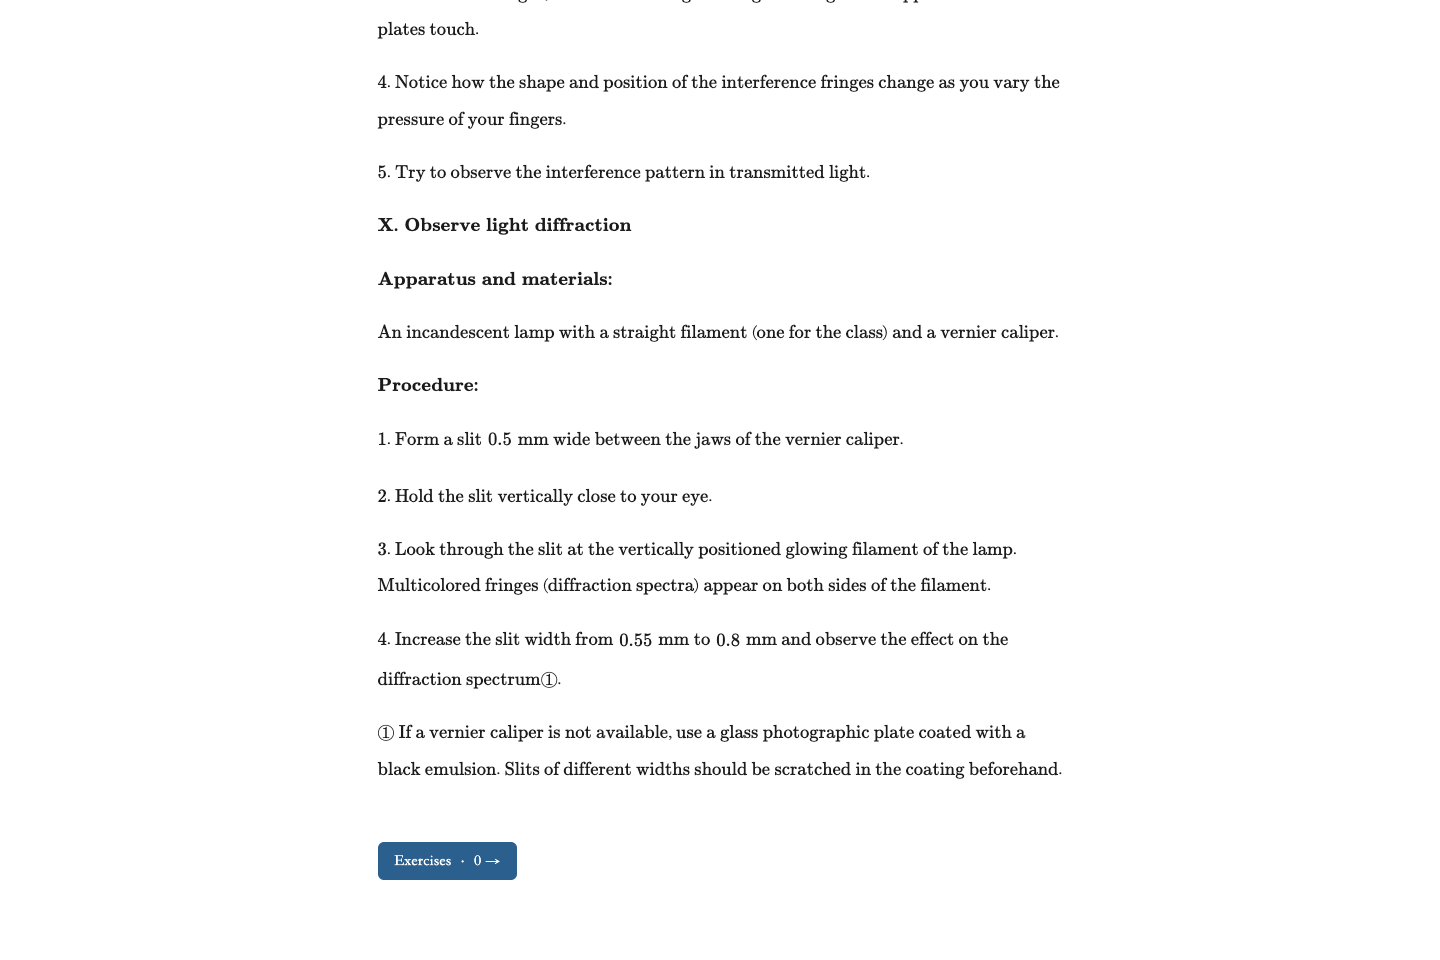 plates touch.
4. Notice how the shape and position of the interference fringes change as you vary the
pressure of your fingers.
5. Try to observe the interference pattern in transmitted light.
X. Observe light diffraction
Apparatus and materials:
An incandescent lamp with a straight filament (one for the class) and a vernier caliper.
Procedure:
1. Form a slit 0.5 mm wide between the jaws of the vernier caliper.
2. Hold the slit vertically close to your eye.
3. Look through the slit at the vertically positioned glowing filament of the lamp.
Multicolored fringes (diffraction spectra) appear on both sides of the filament.
4. Increase the slit width from 0.55 mm to 0.8 mm and observe the effect on the
diffraction spectrum①.
① If a vernier caliper is not available, use a glass photographic plate coated with a
black emulsion. Slits of different widths should be scratched in the coating beforehand.
Exercises · 0 →